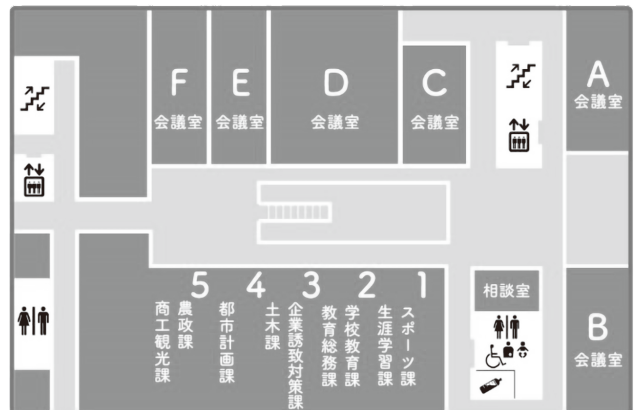 F
会議室
E
会議室
D
会議室
C
会議室
A
会議室
5
農政課
商工観光課
4
都市計画課
3
企業誘致対策課
土木課
2
学校教育課
教育総務課
1
スポーツ課
生涯学習課
相談室
B
会議室